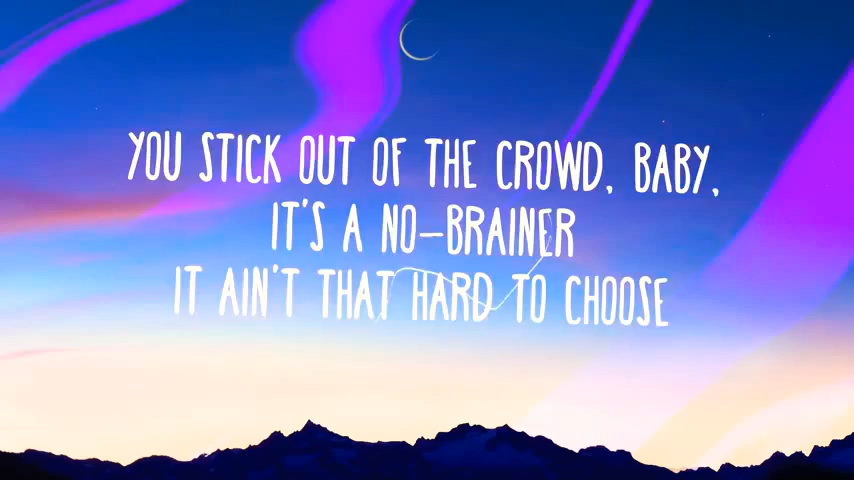 YOU STICK OUT OF THE CROWD, BABY,
IT'S A NO-BRAINER
IT AIN'T THAT HARD TO CHOOSE